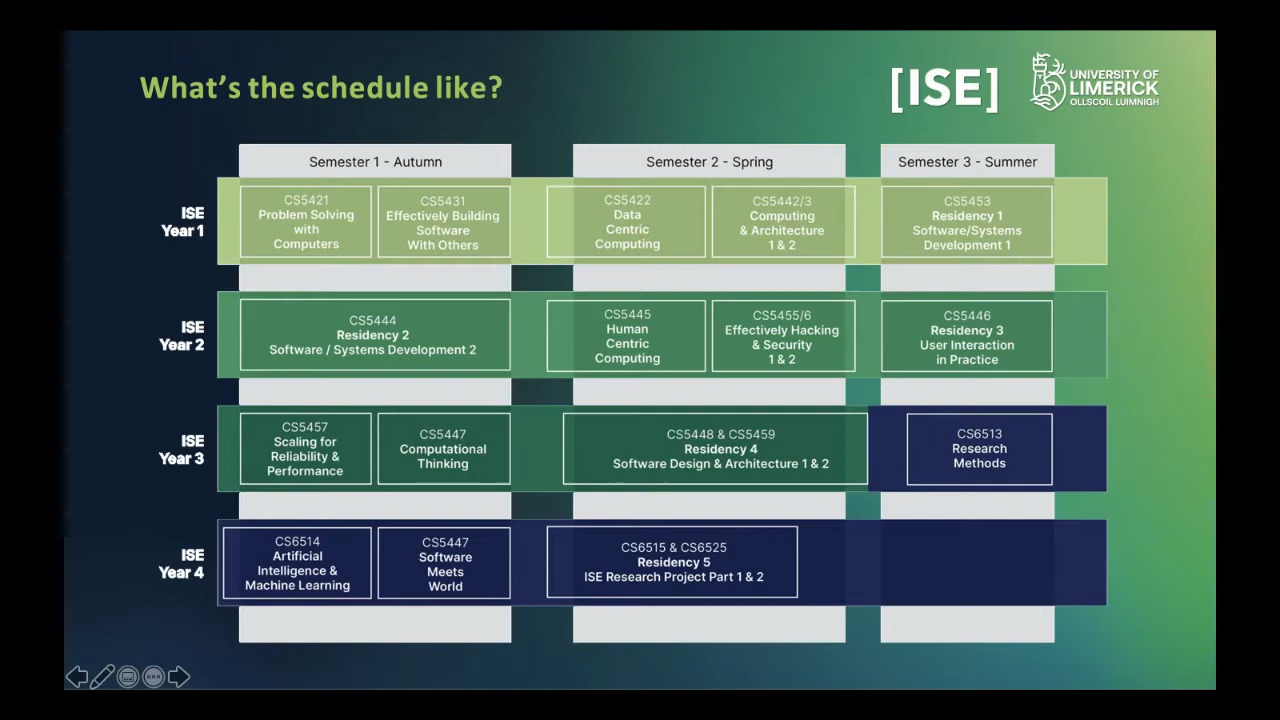 What's the schedule like?
[ISE]
UNIVERSITY OF
LIMERICK
OLLSCOIL LUIMNIGH
Semester 1 - Autumn
Semester 2 - Spring
Semester 3 - Summer
ISE
Year 1
CS5421
Problem Solving
with
Computers
CS5431
Effectively Building
Software
With Others
CS5422
Data
Centric
Computing
CS5442/3
Computing
& Architecture
1 & 2
CS5453
Residency 1
Software/Systems
Development 1
ISE
Year 2
CS5444
Residency 2
Software / Systems Development 2
CS5445
Human
Centric
Computing
CS5455/6
Effectively Hacking
& Security
1 & 2
CS5446
Residency 3
User Interaction
in Practice
ISE
Year 3
CS5457
Scaling for
Reliability &
Performance
CS5447
Computational
Thinking
CS5448 & CS5459
Residency 4
Software Design & Architecture 1 & 2
CS6513
Research
Methods
ISE
Year 4
CS6514
Artificial
Intelligence &
Machine Learning
CS5447
Software
Meets
World
CS6515 & CS6525
Residency 5
ISE Research Project Part 1 & 2